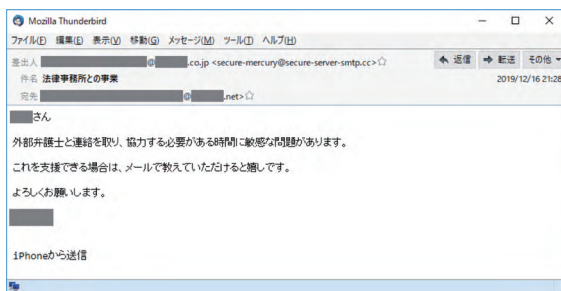 Mozilla Thunderbird
ファイル(F) 編集(E) 表示(V) 移動(G) メッセージ(M) ツール(T) ヘルプ(H)
差出人 @ .co.jp <secure-mercury@secure-server-smtp.cc>☆ 返信 転送 その他
件名 法律事務所との事業 2019/12/16 21:28
宛先 @ .net>☆
さん
外部弁護士と連絡を取り、協力する必要がある時間に敏感な問題があります。
これを支援できる場合は、メールで教えていただけると嬉しです。
よろしくお願いします。
iPhoneから送信